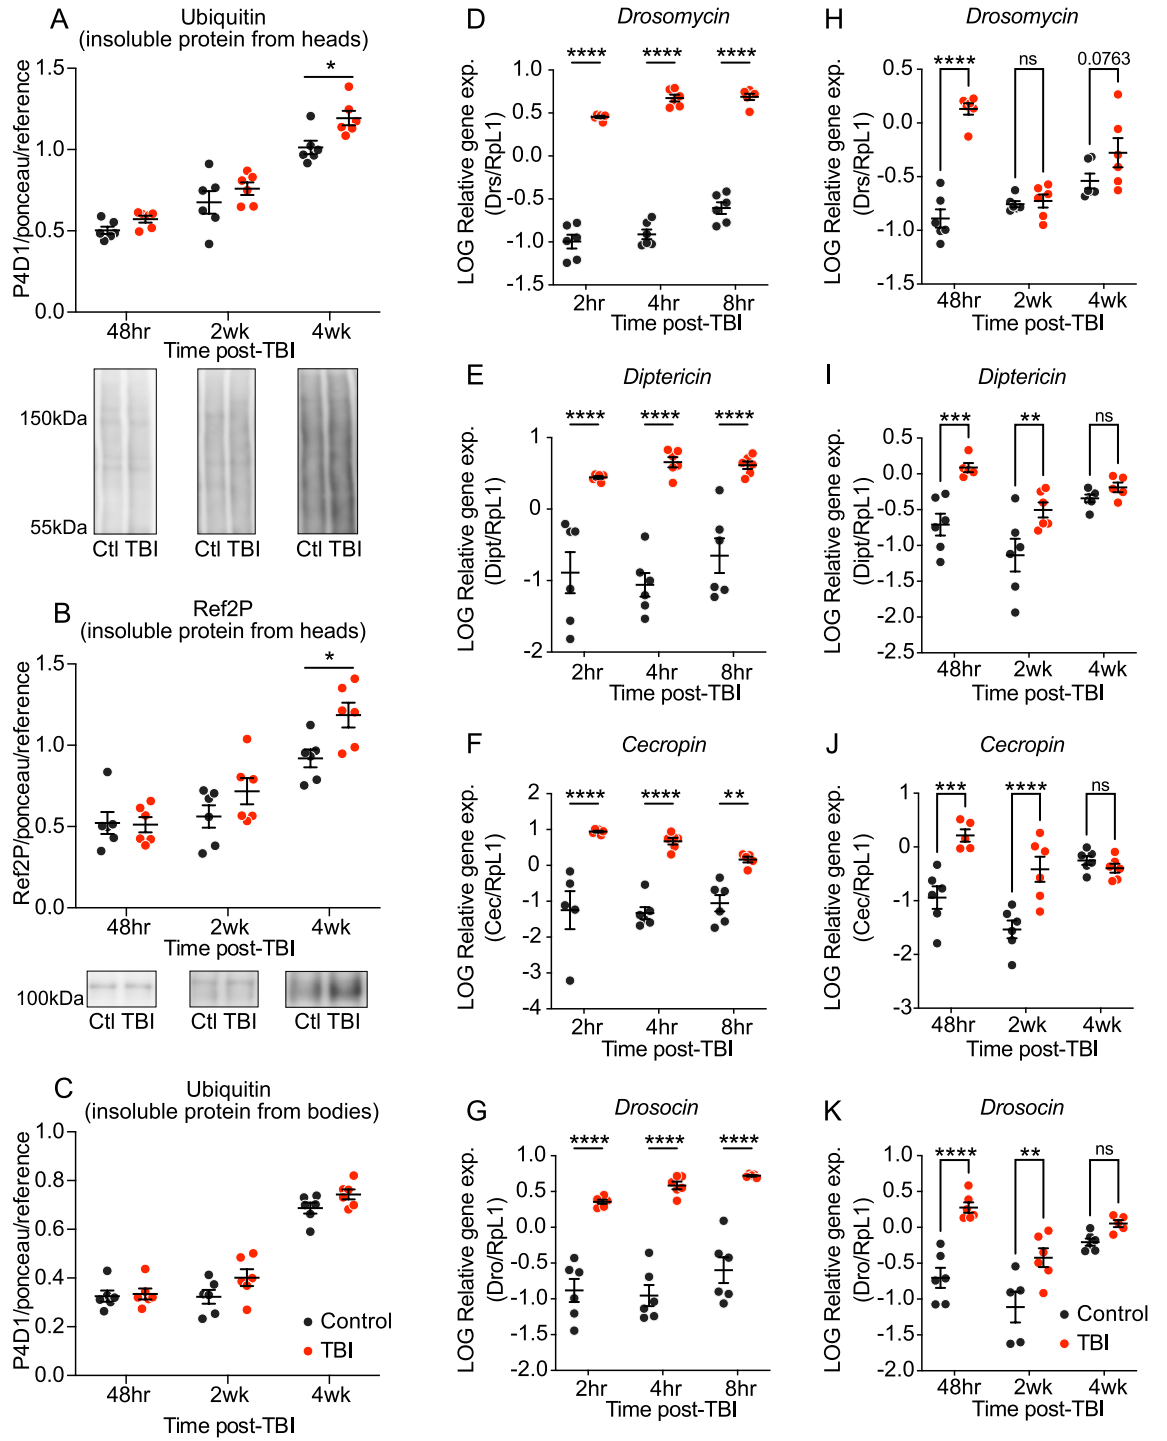 A
Ubiquitin
(insoluble protein from heads)
P4D1/ponceau/reference
1.5
1.0
0.5
0.0
*
48hr 2wk 4wk
Time post-TBI
150kDa
55kDa
Ctl TBI Ctl TBI Ctl TBI
B
Ref2P
(insoluble protein from heads)
Ref2P/ponceau/reference
1.5
1.0
0.5
0.0
*
48hr 2wk 4wk
Time post-TBI
100kDa
Ctl TBI Ctl TBI Ctl TBI
C
Ubiquitin
(insoluble protein from bodies)
P4D1/ponceau/reference
1.0
0.8
0.6
0.4
0.2
0.0
Control
TBI
48hr 2wk 4wk
Time post-TBI
D
Drosomycin
LOG Relative gene exp.
(Drs/RpL1)
**** **** ****
1.5
1.0
0.5
0.0
-0.5
-1.0
-1.5
2hr 4hr 8hr
Time post-TBI
E
Diptericin
LOG Relative gene exp.
(Dipt/RpL1)
**** **** ****
1
0
-1
-2
2hr 4hr 8hr
Time post-TBI
F
Cecropin
LOG Relative gene exp.
(Cec/RpL1)
**** **** **
2
1
0
-1
-2
-3
-4
2hr 4hr 8hr
Time post-TBI
G
Drosocin
LOG Relative gene exp.
(Dro/RpL1)
**** **** ****
1.0
0.5
0.0
-0.5
-1.0
-1.5
-2.0
2hr 4hr 8hr
Time post-TBI
H
Drosomycin
LOG Relative gene exp.
(Drs/RpL1)
**** ns 0.0763
0.5
0.0
-0.5
-1.0
-1.5
48hr 2wk 4wk
Time post-TBI
I
Diptericin
LOG Relative gene exp.
(Dipt/RpL1)
*** ** ns
0.5
0.0
-0.5
-1.0
-1.5
-2.0
-2.5
48hr 2wk 4wk
Time post-TBI
J
Cecropin
LOG Relative gene exp.
(Cec/RpL1)
*** **** ns
1
0
-1
-2
-3
48hr 2wk 4wk
Time post-TBI
K
Drosocin
LOG Relative gene exp.
(Dro/RpL1)
**** ** ns
1.0
0.5
0.0
-0.5
-1.0
-1.5
-2.0
Control
TBI
48hr 2wk 4wk
Time post-TBI